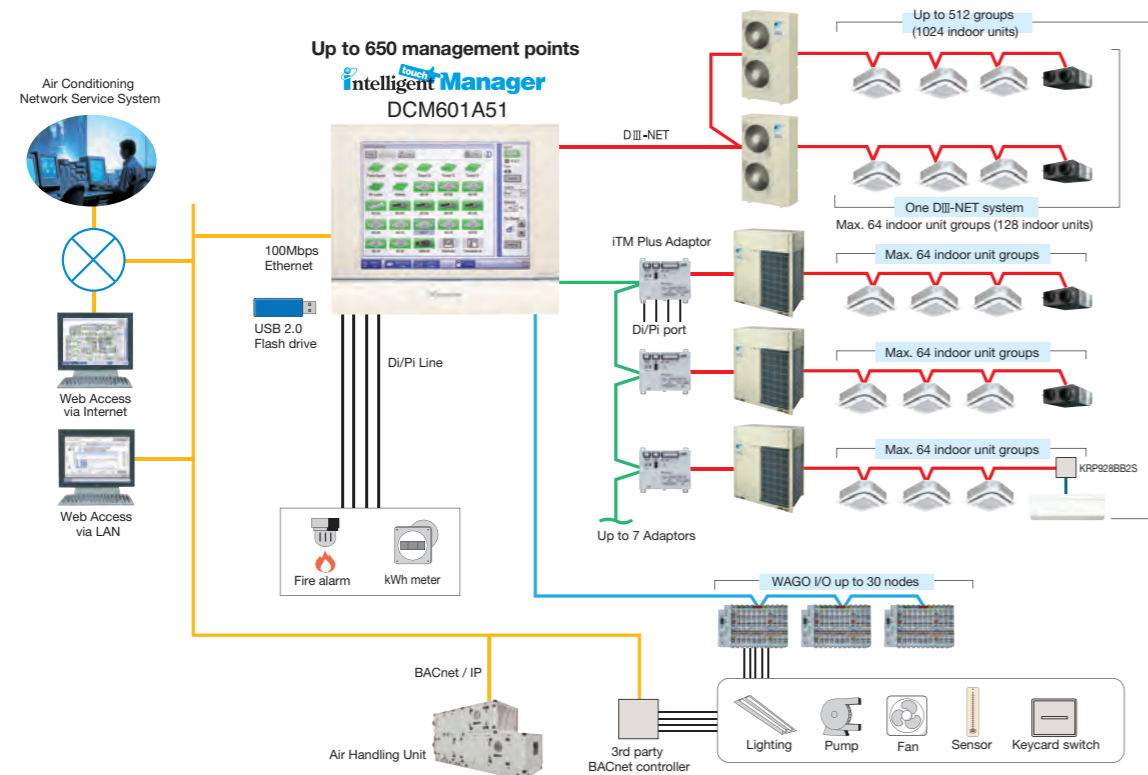 Up to 650 management points
intelligent touch Manager
DCM601A51
Air Conditioning
Network Service System
100Mbps
Ethernet
USB 2.0
Flash drive
Web Access
via Internet
Web Access
via LAN
Di/Pi Line
Fire alarm
kWh meter
DⅢ-NET
Up to 512 groups
(1024 indoor units)
One DⅢ-NET system
Max. 64 indoor unit groups (128 indoor units)
iTM Plus Adaptor
Di/Pi port
Max. 64 indoor unit groups
Max. 64 indoor unit groups
Max. 64 indoor unit groups
KRP928BB2S
Up to 7 Adaptors
WAGO I/O up to 30 nodes
BACnet / IP
Air Handling Unit
3rd party
BACnet controller
Lighting
Pump
Fan
Sensor
Keycard switch